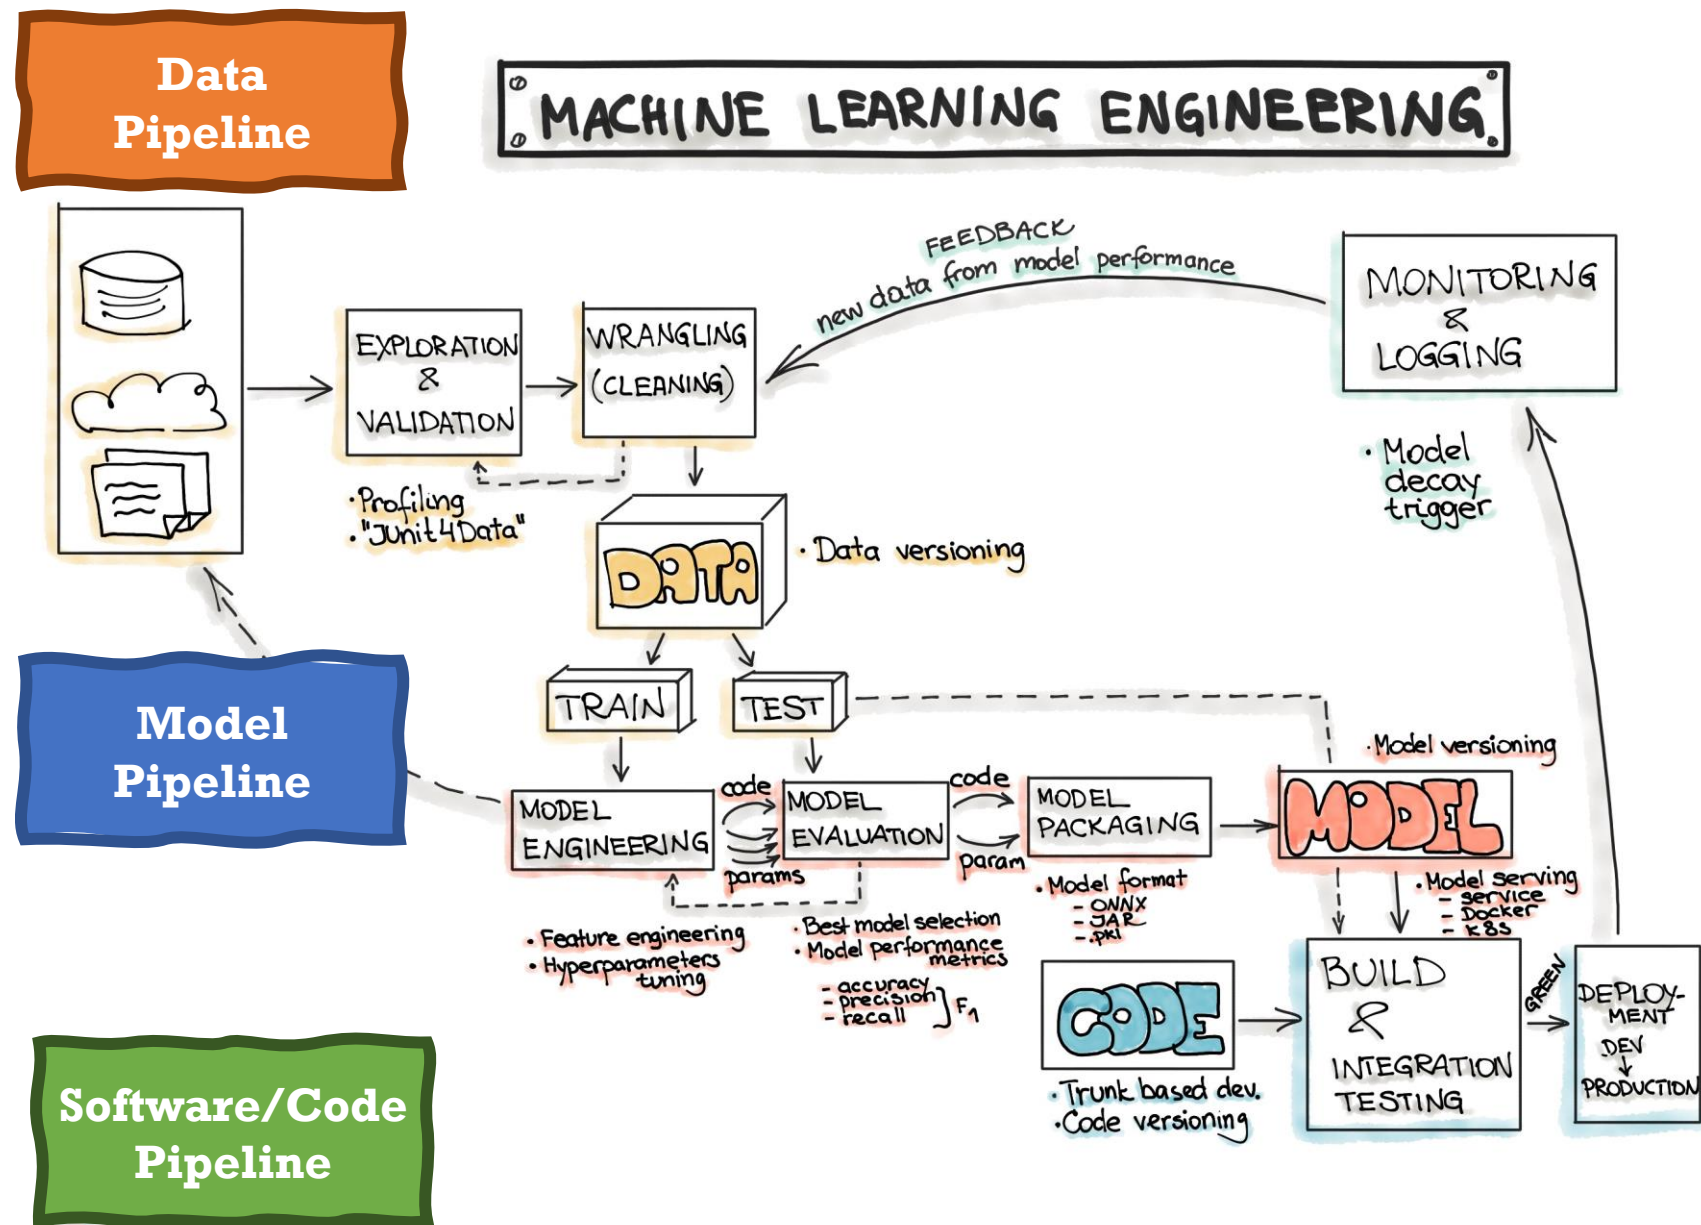 Data
Pipeline
MACHINE LEARNING ENGINEERING
FEEDBACK
new data from model performance
MONITORING
&
LOGGING
EXPLORATION
&
VALIDATION
WRANGLING
(CLEANING)
· Model
decay
trigger
· Profiling
· "JUnit4Data"
DATA
· Data versioning
Model
Pipeline
TRAIN
TEST
· Model versioning
MODEL
ENGINEERING
code
params
MODEL
EVALUATION
code
param
MODEL
PACKAGING
MODEL
· Feature engineering
· Hyperparameters
tuning
· Best model selection
· Model performance
metrics
- accuracy
- precision
- recall
F1
· Model format
- ONNX
- JAR
- .pkl
· Model serving
- service
- Docker
- K8S
CODE
· Trunk based dev.
· Code versioning
BUILD
&
INTEGRATION
TESTING
GREEN
DEPLOY-
MENT
DEV
PRODUCTION
Software/Code
Pipeline